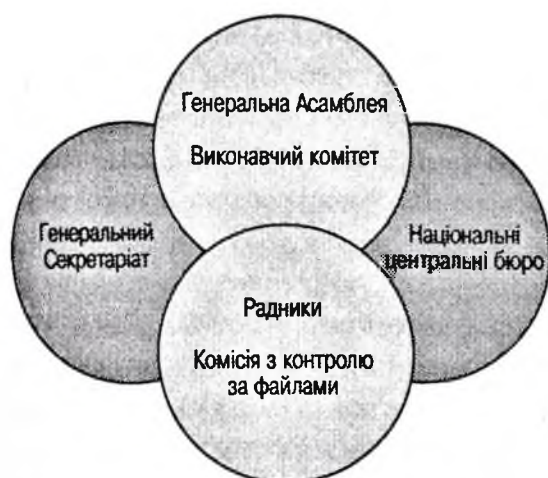 Генеральна Асамблея
Виконавчий комітет
Генеральний
Секретаріат
Національні
центральні бюро
Радники
Комісія з контролю
за файлами